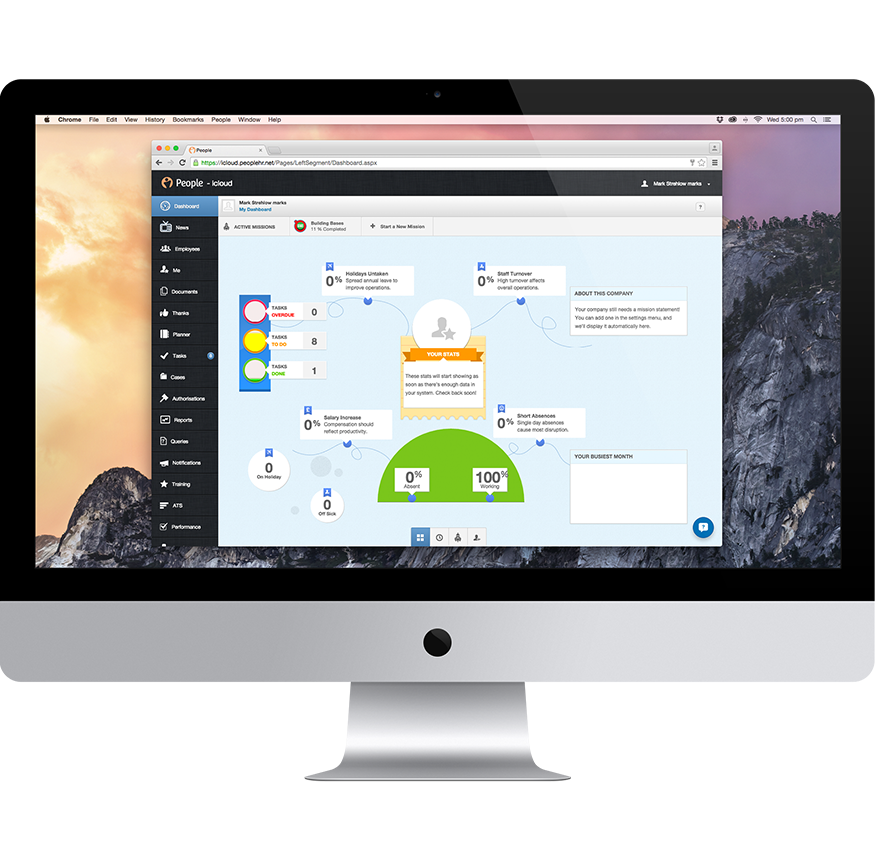 Chrome File Edit View History Bookmarks People Window Help
Wed 5:00 pm
People
https://icloud.peoplehr.net/Pages/LeftSegment/Dashboard.aspx
People - icloud
Mark Strehlow marks
Dashboard
News
Employees
Me
Documents
Thanks
Planner
Tasks
Cases
Authorisations
Reports
Queries
Notifications
Training
ATS
Performance
Mark Strehlow marks
My Dashboard
?
ACTIVE MISSIONS
Building Bases
11 % Completed
+ Start a New Mission
0%
Holidays Untaken
Spread annual leave to
improve operations.
0%
Staff Turnover
High turnover affects
overall operations.
TASKS
OVERDUE
0
TASKS
TO DO
8
TASKS
DONE
1
YOUR STATS
These stats will start showing as
soon as there's enough data in
your system. Check back soon!
ABOUT THIS COMPANY
Your company still needs a mission statement!
You can add one in the settings menu, and
we'll display it automatically here.
£
0%
Salary Increase
Compensation should
reflect productivity.
0%
Short Absences
Single day absences
cause most disruption.
0
On Holiday
0
Off Sick
0%
Absent
100%
Working
YOUR BUSIEST MONTH